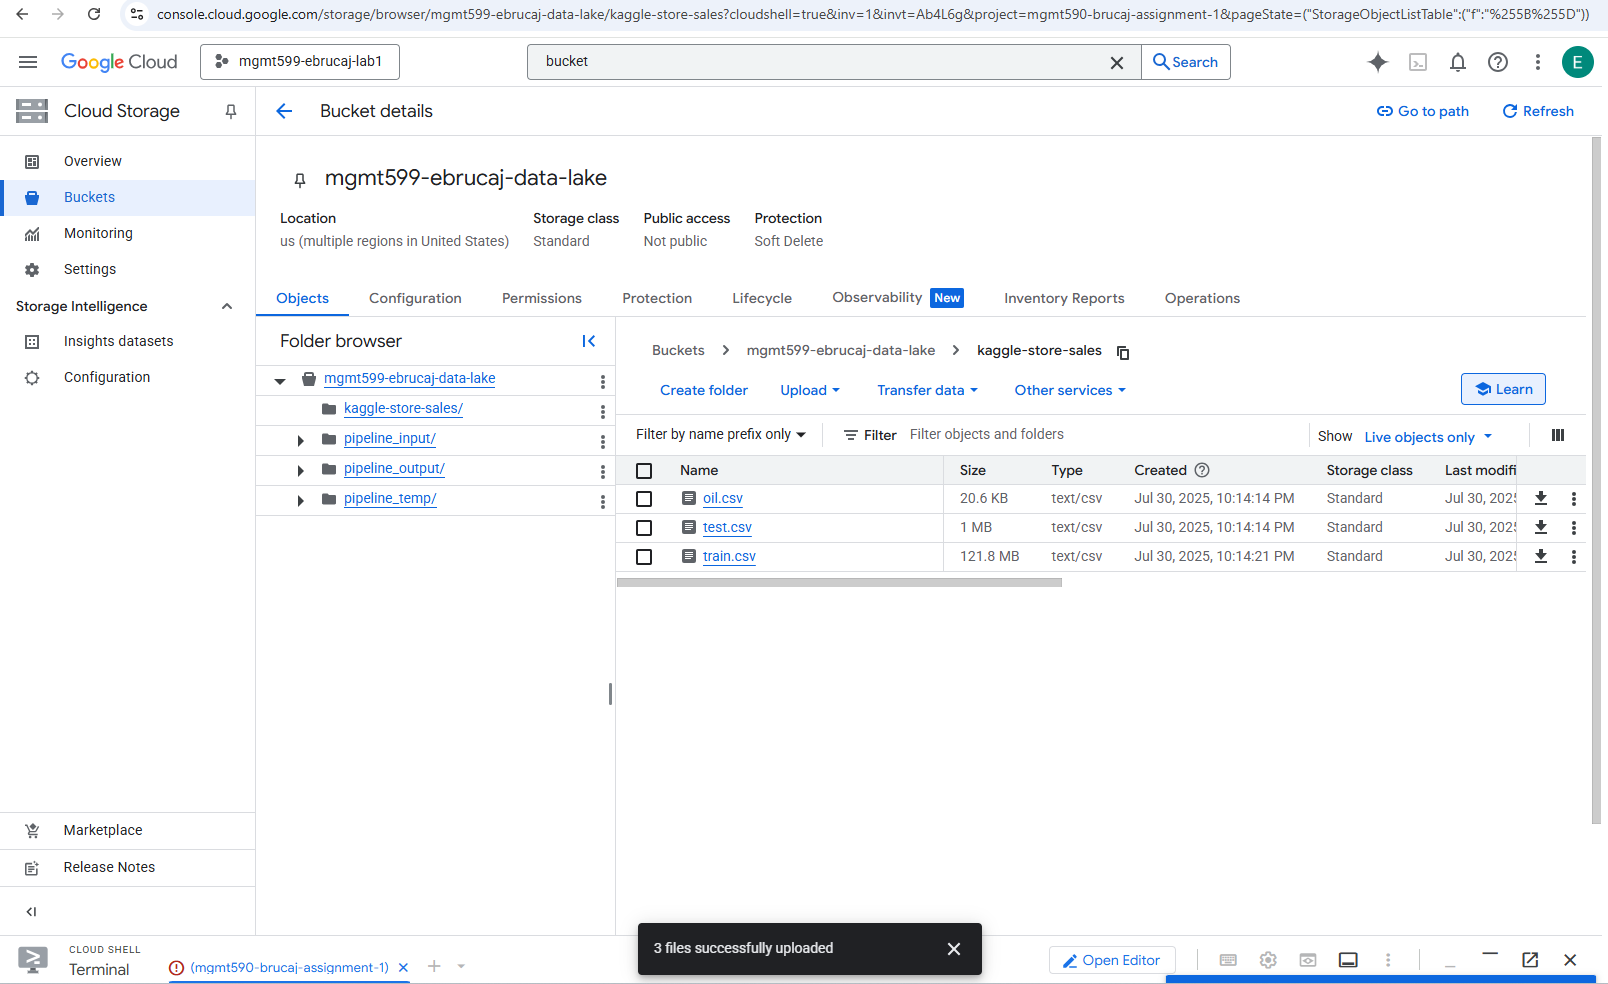 console.cloud.google.com/storage/browser/mgmt599-ebrucaj-data-lake/kaggle-store-sales?cloudshell=true&inv=1&invt=Ab4L6g&project=mgmt590-brucaj-assignment-1&pageState=("StorageObjectListTable":("f":"%255B%255D"))
Google Cloud
mgmt599-ebrucaj-lab1
bucket
Search
E
Cloud Storage
Bucket details
Go to path
Refresh
Overview
Buckets
Monitoring
Settings
Storage Intelligence
Insights datasets
Configuration
Marketplace
Release Notes
mgmt599-ebrucaj-data-lake
Location Storage class Public access Protection
us (multiple regions in United States) Standard Not public Soft Delete
Objects Configuration Permissions Protection Lifecycle Observability New Inventory Reports Operations
Folder browser
mgmt599-ebrucaj-data-lake
kaggle-store-sales/
pipeline_input/
pipeline_output/
pipeline_temp/
Buckets mgmt599-ebrucaj-data-lake kaggle-store-sales
Create folder Upload Transfer data Other services Learn
Filter by name prefix only Filter Filter objects and folders Show Live objects only
Name Size Type Created Storage class Last modifi
oil.csv 20.6 KB text/csv Jul 30, 2025, 10:14:14 PM Standard Jul 30, 202
test.csv 1 MB text/csv Jul 30, 2025, 10:14:14 PM Standard Jul 30, 202
train.csv 121.8 MB text/csv Jul 30, 2025, 10:14:21 PM Standard Jul 30, 202
3 files successfully uploaded
CLOUD SHELL
Terminal
(mgmt590-brucaj-assignment-1)
Open Editor